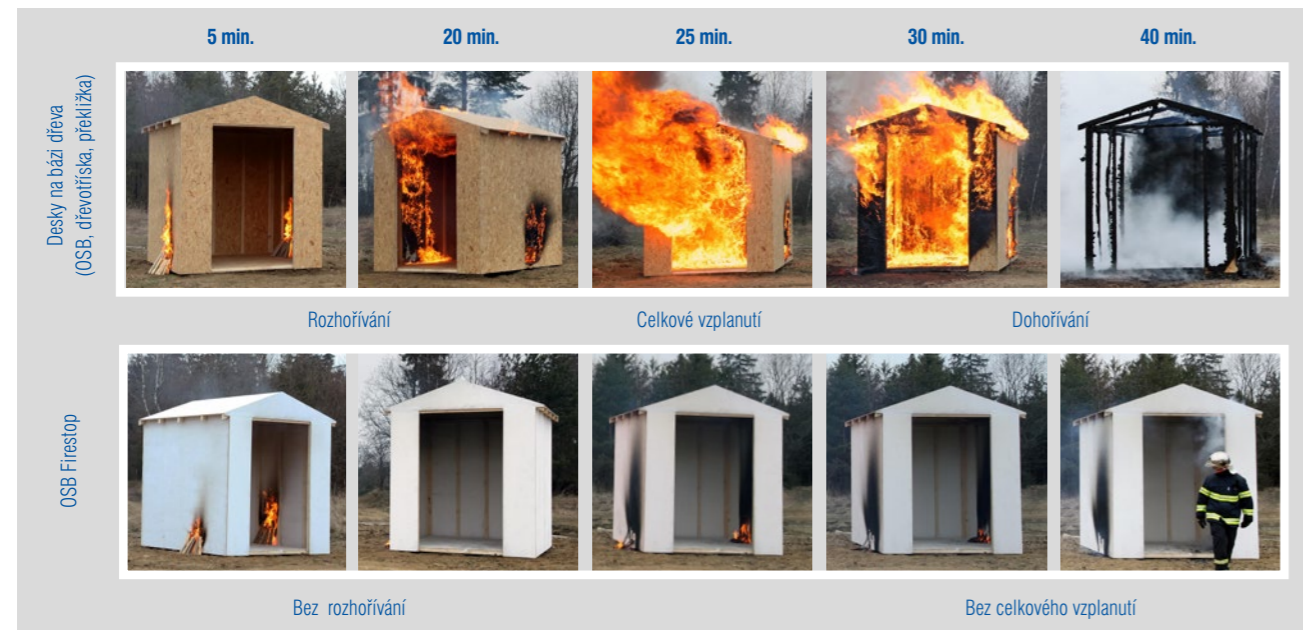 5 min.
20 min.
25 min.
30 min.
40 min.
Desky na bázi dřeva
(OSB, dřevotříska, překližka)
Rozhořívání
Celkové vzplanutí
Dohořívání
OSB Firestop
Bez rozhořívání
Bez celkového vzplanutí